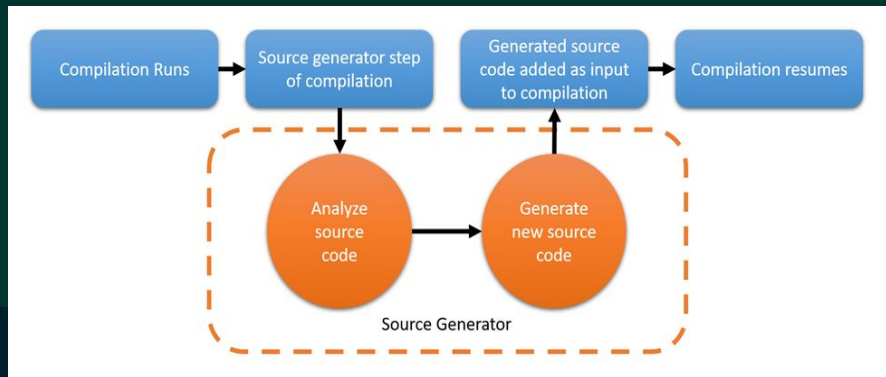 Compilation Runs
Source generator step
of compilation
Generated source
code added as input
to compilation
Compilation resumes
Analyze
source
code
Generate
new source
code
Source Generator